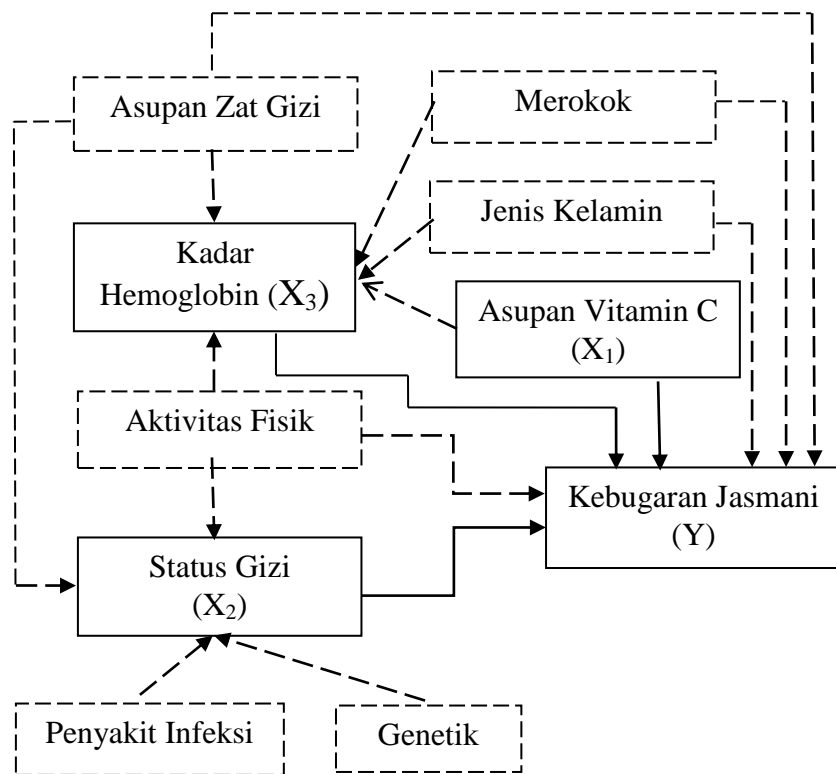 Asupan Zat Gizi
Merokok
Jenis Kelamin
Kadar
Hemoglobin (X₃)
Asupan Vitamin C
(X₁)
Aktivitas Fisik
Kebugaran Jasmani
(Y)
Status Gizi
(X₂)
Penyakit Infeksi
Genetik